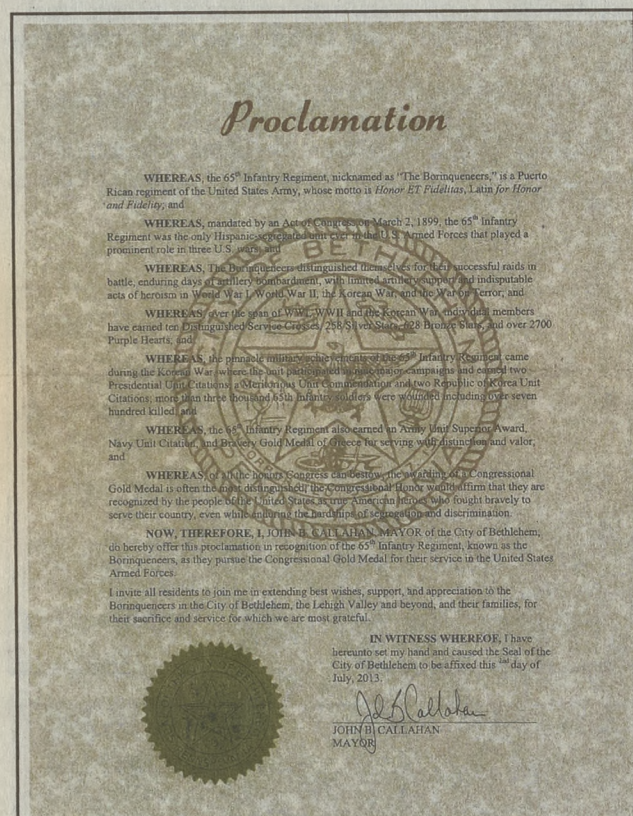 Proclamation
WHEREAS, the 65th Infantry Regiment, nicknamed as "The Borinqueneers," is a Puerto
Rican regiment of the United States Army, whose motto is Honor ET Fidelitas, Latin for Honor
and Fidelity; and
WHEREAS, mandated by an Act of Congress on March 2, 1899, the 65th Infantry
Regiment was the only Hispanic-segregated unit ever in the U.S. Armed Forces that played a
prominent role in three U.S. wars; and
WHEREAS, The Borinqueneers distinguished themselves for their successful raids in
battle, enduring days of artillery bombardment, with limited artillery support and indisputable
acts of heroism in World War I, World War II, the Korean War, and the War on Terror; and
WHEREAS, over the span of WWI, WWII and the Korean War, individual members
have earned ten Distinguished Service Crosses, 258 Silver Stars, 628 Bronze Stars, and over 2700
Purple Hearts; and
WHEREAS, the pinnacle military achievements of the 65th Infantry Regiment came
during the Korean War where the unit participated in nine major campaigns and earned two
Presidential Unit Citations, a Meritorious Unit Commendation and two Republic of Korea Unit
Citations; more than three thousand 65th Infantry soldiers were wounded including over seven
hundred killed; and
WHEREAS, the 65th Infantry Regiment also earned an Army Unit Superior Award,
Navy Unit Citation, and Bravery Gold Medal of Greece for serving with distinction and valor,
and
WHEREAS, of all the honors Congress can bestow, the awarding of a Congressional
Gold Medal is often the most distinguished; the Congressional Honor would affirm that they are
recognized by the people of the United States as true American heroes who fought bravely to
serve their country, even while enduring the hardships of segregation and discrimination.
NOW, THEREFORE, I, JOHN B. CALLAHAN, MAYOR of the City of Bethlehem,
do hereby offer this proclamation in recognition of the 65th Infantry Regiment, known as the
Borinqueneers, as they pursue the Congressional Gold Medal for their service in the United States
Armed Forces.
I invite all residents to join me in extending best wishes, support, and appreciation to the
Borinqueneers in the City of Bethlehem, the Lehigh Valley and beyond, and their families, for
their sacrifice and service for which we are most grateful.
IN WITNESS WHEREOF, I have
hereunto set my hand and caused the Seal of the
City of Bethlehem to be affixed this 2nd day of
July, 2013.
John B Callahan
JOHN B. CALLAHAN
MAYOR